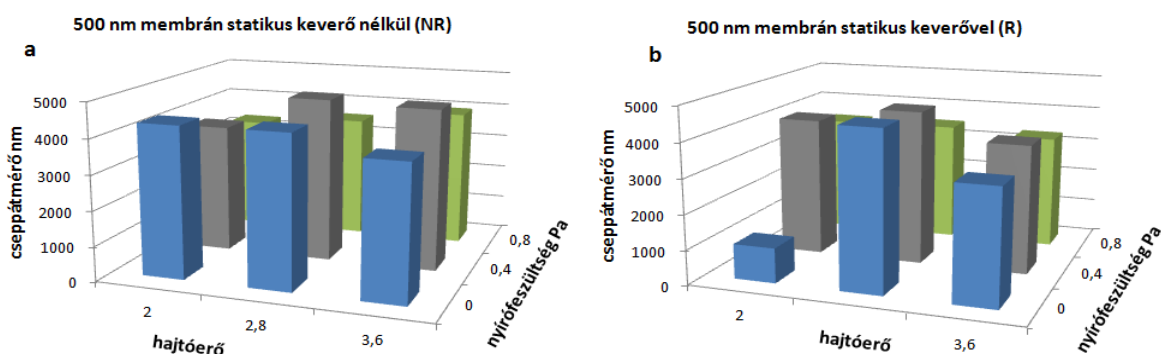 500 nm membrán statikus keverő nélkül (NR)
a
5000
4000
3000
2000
1000
0
cseppátmérő nm
2
2,8
3,6
hajtóerő
0
0,4
0,8
nyírófeszültség Pa
500 nm membrán statikus keverővel (R)
b
5000
4000
3000
2000
1000
0
cseppátmérő nm
2
3,6
hajtóerő
0
0,4
0,8
nyírófeszültség Pa